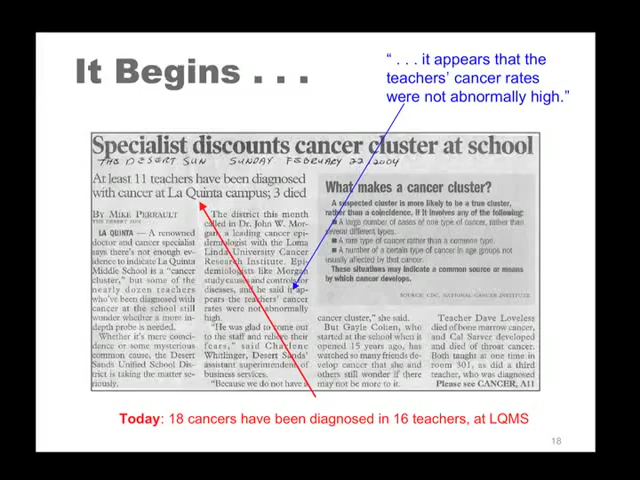 It Begins . . .
“ . . . it appears that the
teachers’ cancer rates
were not abnormally high.”
Specialist discounts cancer cluster at school
THE DESERT SUN SUNDAY FEBRUARY 22 2004
At least 11 teachers have been diagnosed
with cancer at La Quinta campus; 3 died
BY MIKE PERRAULT
THE DESERT SUN
LA QUINTA — A renowned
doctor and cancer specialist
says there's not enough ev-
idence to indicate La Quinta
Middle School is a "cancer
cluster," but some of the
nearly dozen teachers
who've been diagnosed with
cancer at the school still
wonder whether a more in-
depth probe is needed.
Whether it's mere coinci-
dence or some mysterious
common cause, the Desert
Sands Unified School Dis-
trict is taking the matter se-
riously.
The district this month
called in Dr. John W. Mor-
gan, a leading cancer epi-
demiologist with the Loma
Linda University Cancer
Research Institute. Epi-
demiologists like Morgan
study causes and controls of
diseases, and he said it ap-
pears the teachers' cancer
rates were not abnormally
high.
"He was glad to come out
to the staff and relieve their
fears," said Charlene
Whitlinger, Desert Sands'
assistant superintendent of
business services.
"Because we do not have a
What makes a cancer cluster?
A suspected cluster is more likely to be a true cluster,
rather than a coincidence, if it involves any of the following:
■ A large number of cases of one type of cancer, rather than
several different types.
■ A rare type of cancer rather than a common type.
■ A number of a certain type of cancer in age groups not
usually affected by that cancer.
These situations may indicate a common source or means
by which cancer develops.
SOURCE: CDC, NATIONAL CANCER INSTITUTE
cancer cluster," she said.
But Gayle Cohen, who
started at the school when it
opened 15 years ago, has
watched so many friends de-
velop cancer that she and
others still wonder if there
may not be more to it.
Teacher Dave Loveless
died of bone marrow cancer,
and Cal Sarver developed
and died of throat cancer.
Both taught at one time in
room 301, as did a third
teacher, who was diagnosed
Please see CANCER, A11
Today: 18 cancers have been diagnosed in 16 teachers, at LQMS
18